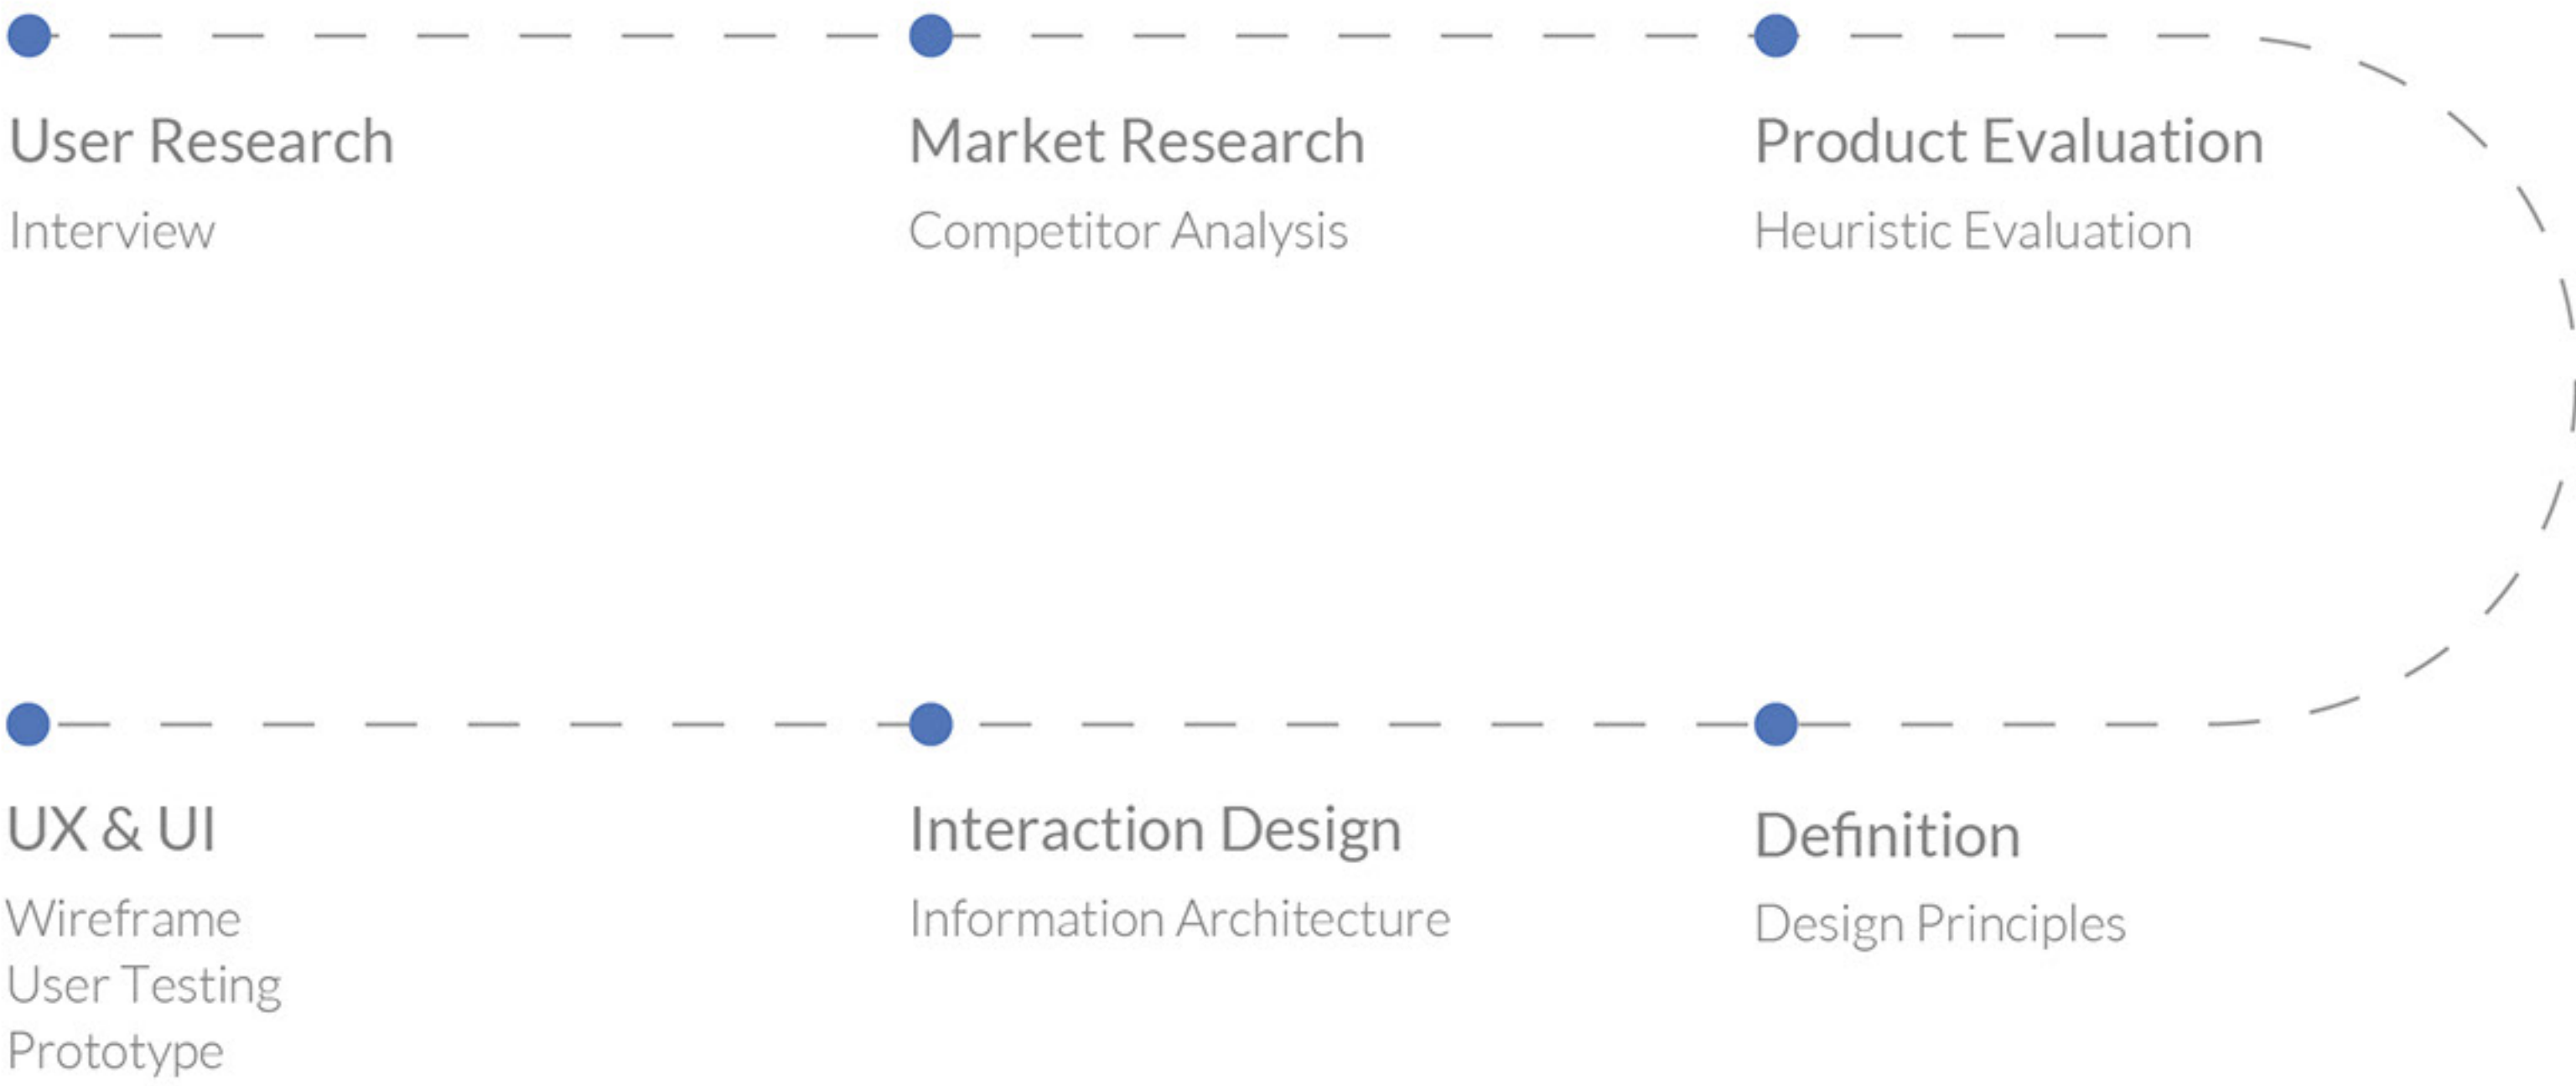 User Research
Interview
Market Research
Competitor Analysis
Product Evaluation
Heuristic Evaluation
UX & UI
Wireframe
User Testing
Prototype
Interaction Design
Information Architecture
Definition
Design Principles